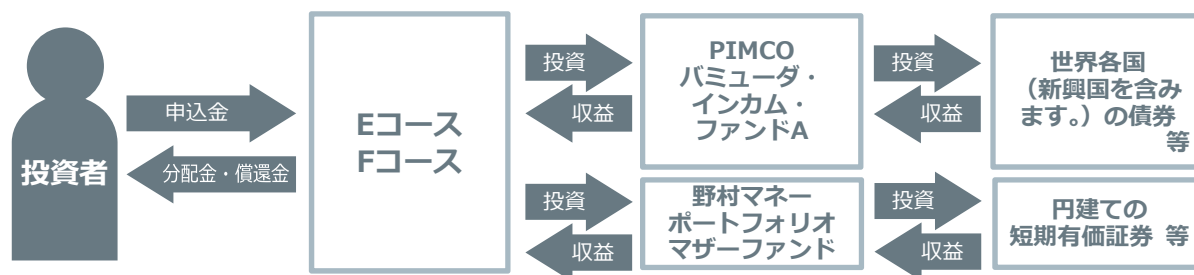 投資者
申込金
分配金・償還金
Eコース
Fコース
投資
収益
PIMCO
バミューダ・
インカム・
ファンドA
投資
収益
世界各国
（新興国を含み
ます。）の債券
等
投資
収益
野村マネー
ポートフォリオ
マザーファンド
投資
収益
円建ての
短期有価証券 等